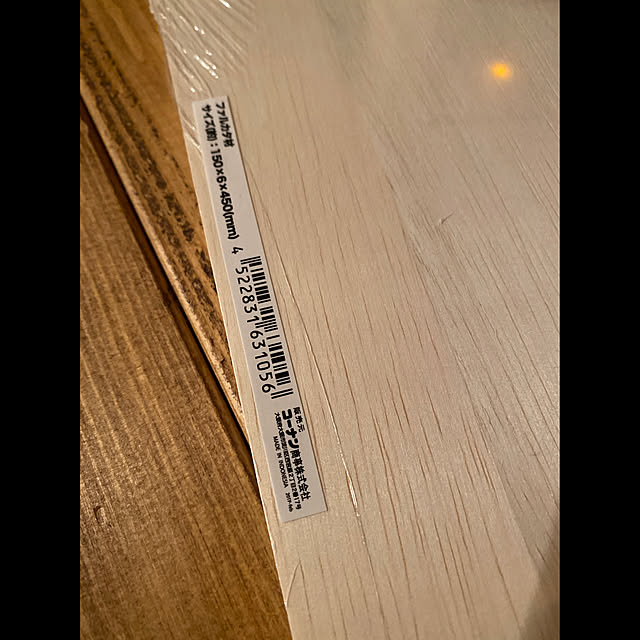 ファルカタ材
サイズ(約)：150×6×450(mm)
4 522831 631056
販売元
コーナン商事株式会社
MADE IN INDONESIA